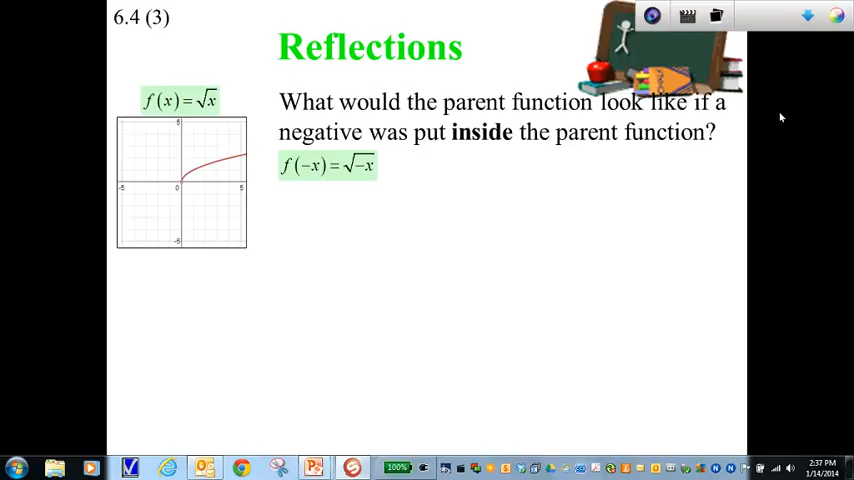 6.4 (3)
Reflections
f(x) = √x
What would the parent function look like if a
negative was put inside the parent function?
f(−x) = √−x
5
-5
0
5
-5
100%
2:37 PM
1/14/2014